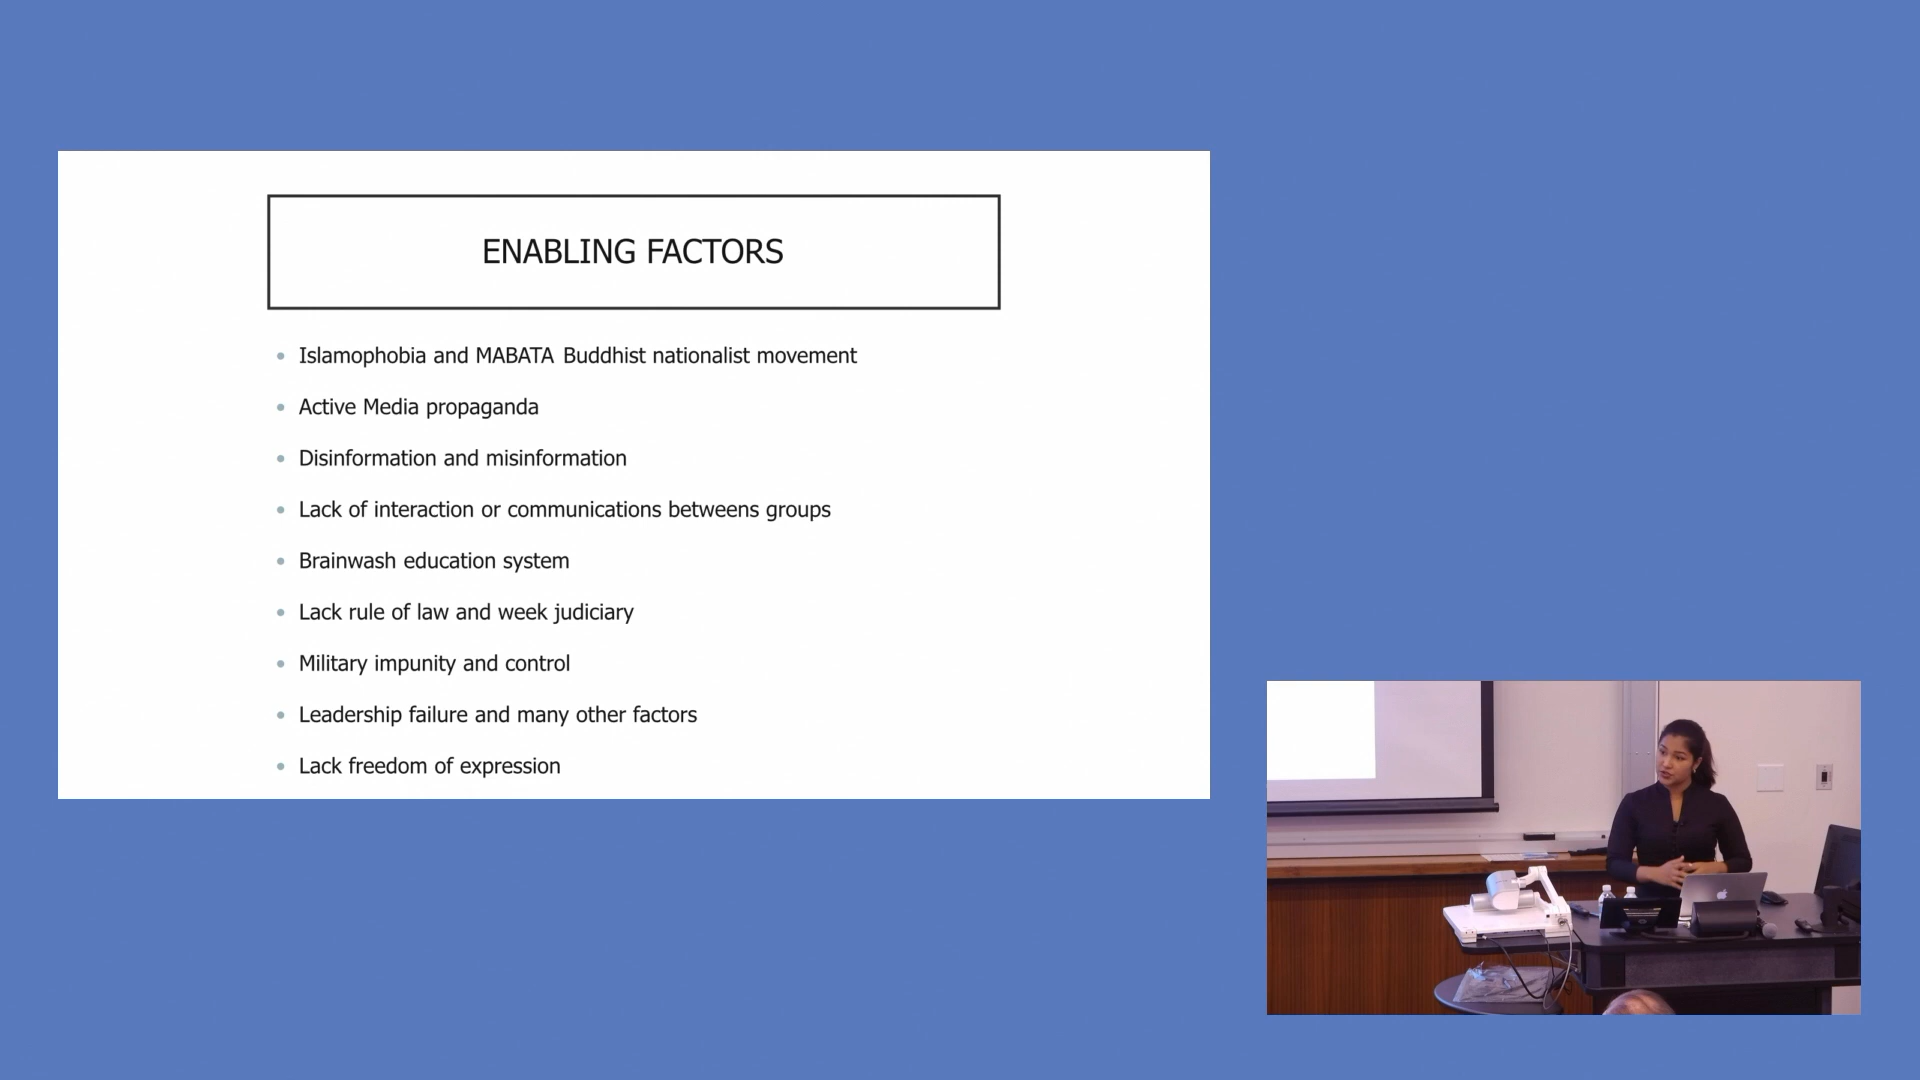 ENABLING FACTORS
• Islamophobia and MABATA Buddhist nationalist movement
• Active Media propaganda
• Disinformation and misinformation
• Lack of interaction or communications betweens groups
• Brainwash education system
• Lack rule of law and week judiciary
• Military impunity and control
• Leadership failure and many other factors
• Lack freedom of expression